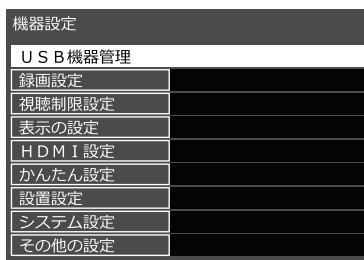 機器設定
ＵＳＢ機器管理
録画設定
視聴制限設定
表示の設定
ＨＤＭＩ設定
かんたん設定
設置設定
システム設定
その他の設定